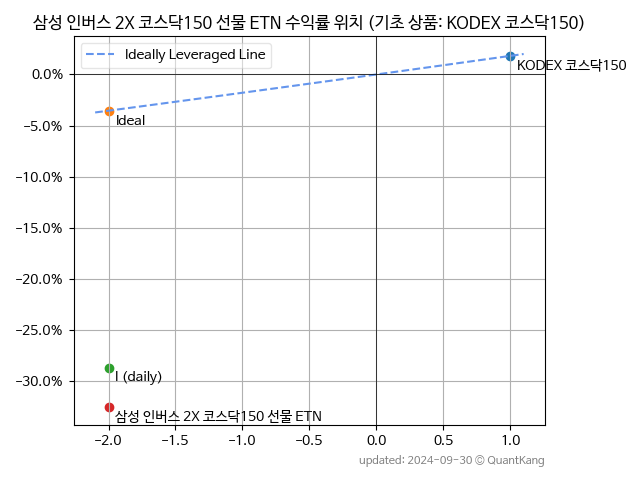 삼성 인버스 2X 코스닥150 선물 ETN 수익률 위치 (기초 상품: KODEX 코스닥150)
Ideally Leveraged Line
0.0%
KODEX 코스닥150
Ideal
-5.0%
-10.0%
-15.0%
-20.0%
-25.0%
-30.0%
l (daily)
삼성 인버스 2X 코스닥150 선물 ETN
-2.0 -1.5 -1.0 -0.5 0.0 0.5 1.0
updated: 2024-09-30 © QuantKang